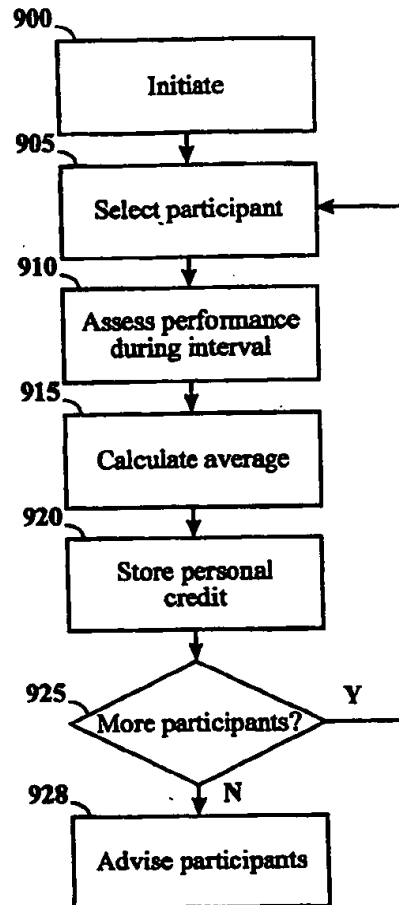 900
Initiate
905
Select participant
910
Assess performance
during interval
915
Calculate average
920
Store personal
credit
925
More participants?
Y
N
928
Advise participants